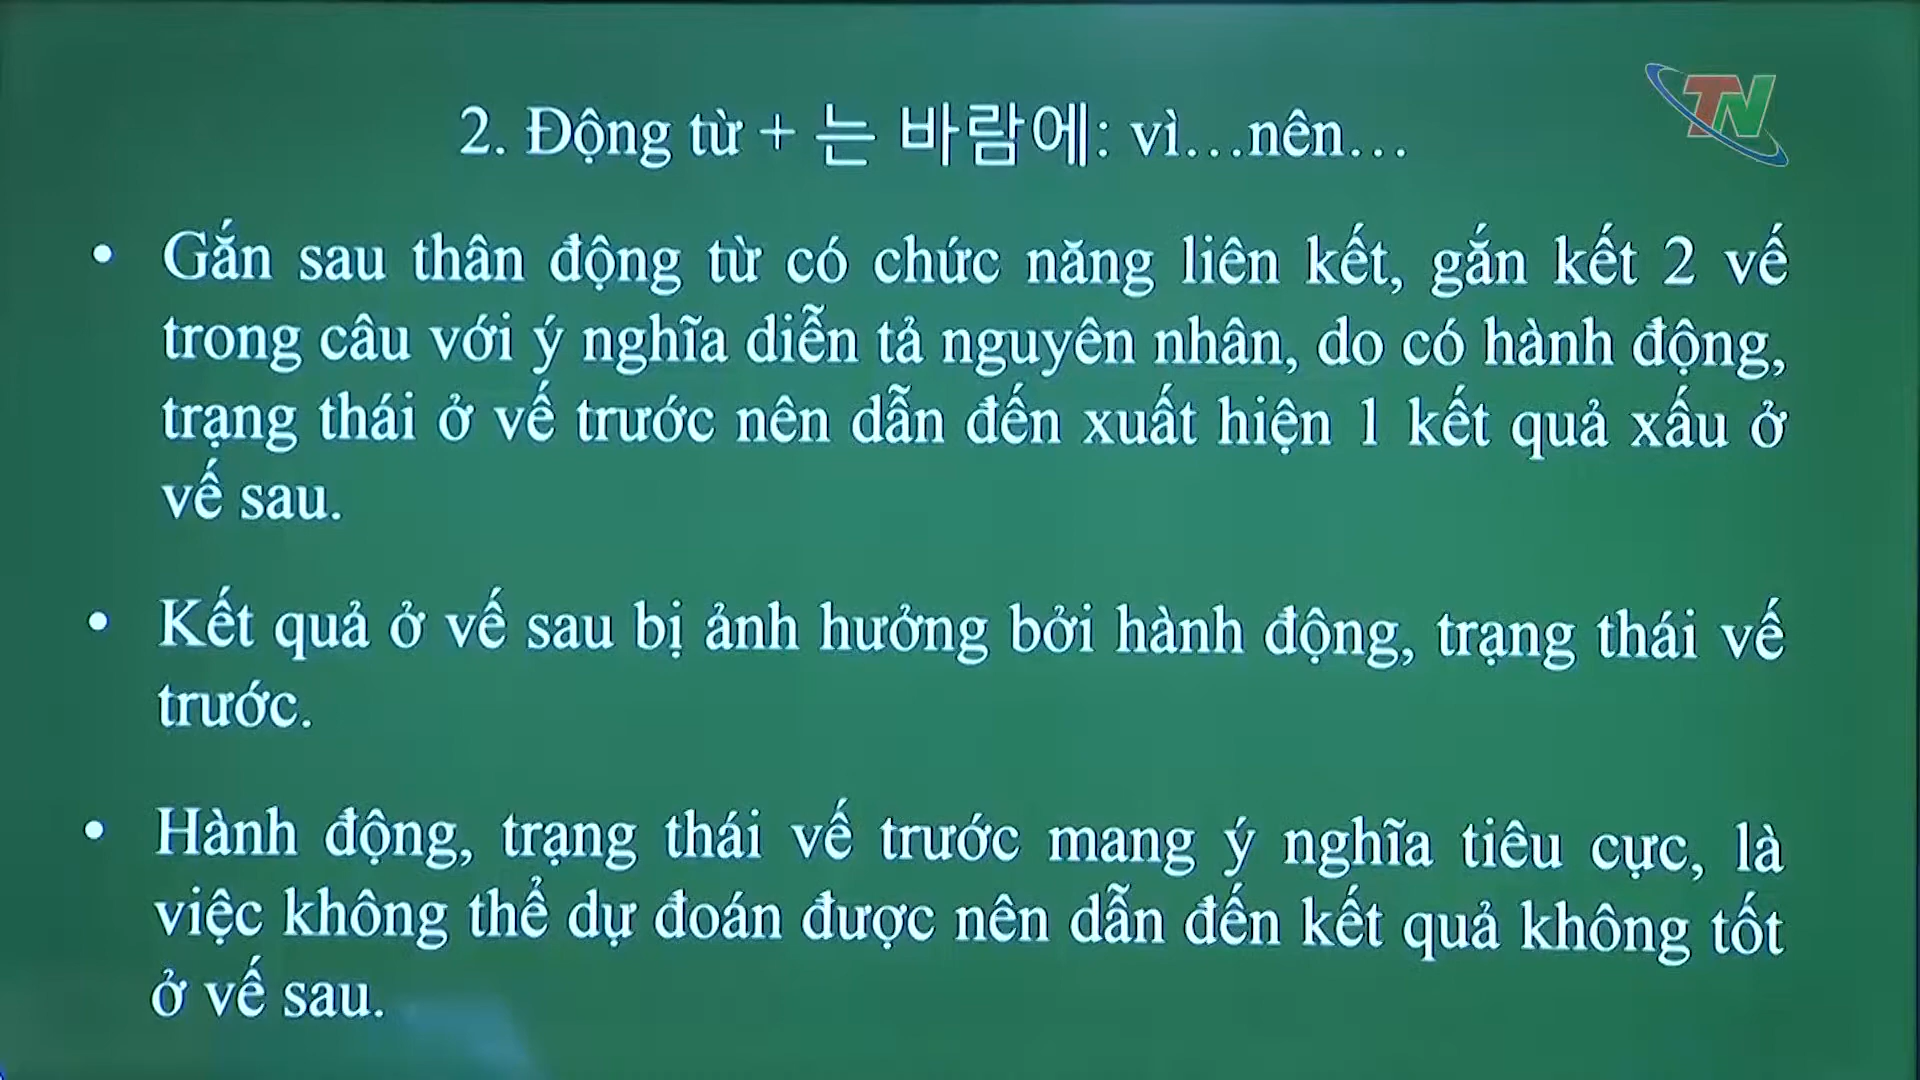 TN
2. Động từ + 는 바람에: vì…nên…
• Gắn sau thân động từ có chức năng liên kết, gắn kết 2 vế
trong câu với ý nghĩa diễn tả nguyên nhân, do có hành động,
trạng thái ở vế trước nên dẫn đến xuất hiện 1 kết quả xấu ở
vế sau.
• Kết quả ở vế sau bị ảnh hưởng bởi hành động, trạng thái vế
trước.
• Hành động, trạng thái vế trước mang ý nghĩa tiêu cực, là
việc không thể dự đoán được nên dẫn đến kết quả không tốt
ở vế sau.